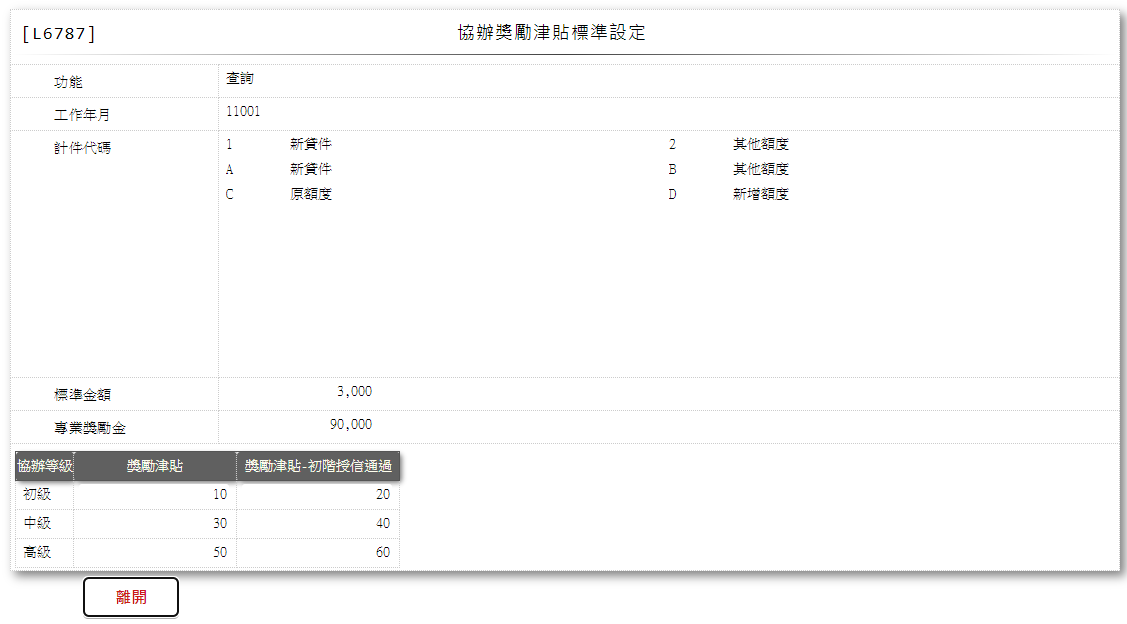 [L6787] 協辦獎勵津貼標準設定
功能 查詢
工作年月 11001
計件代碼 1 新貸件 2 其他額度
A 新貸件 B 其他額度
C 原額度 D 新增額度
標準金額 3,000
專業獎勵金 90,000
協辦等級 獎勵津貼 獎勵津貼-初階授信通過
初級 10 20
中級 30 40
高級 50 60
離開